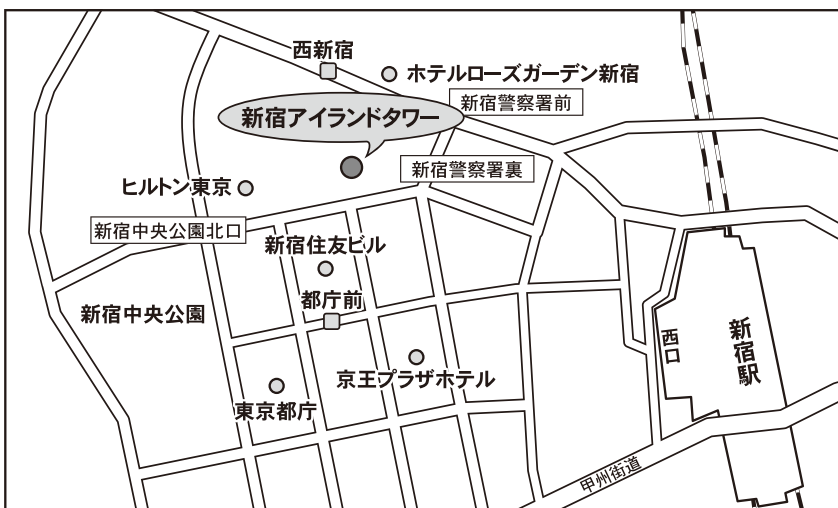 西新宿
ホテルローズガーデン新宿
新宿警察署前
新宿アイランドタワー
新宿警察署裏
ヒルトン東京
新宿中央公園北口
新宿住友ビル
都庁前
新宿中央公園
西口
新宿駅
京王プラザホテル
東京都庁
甲州街道